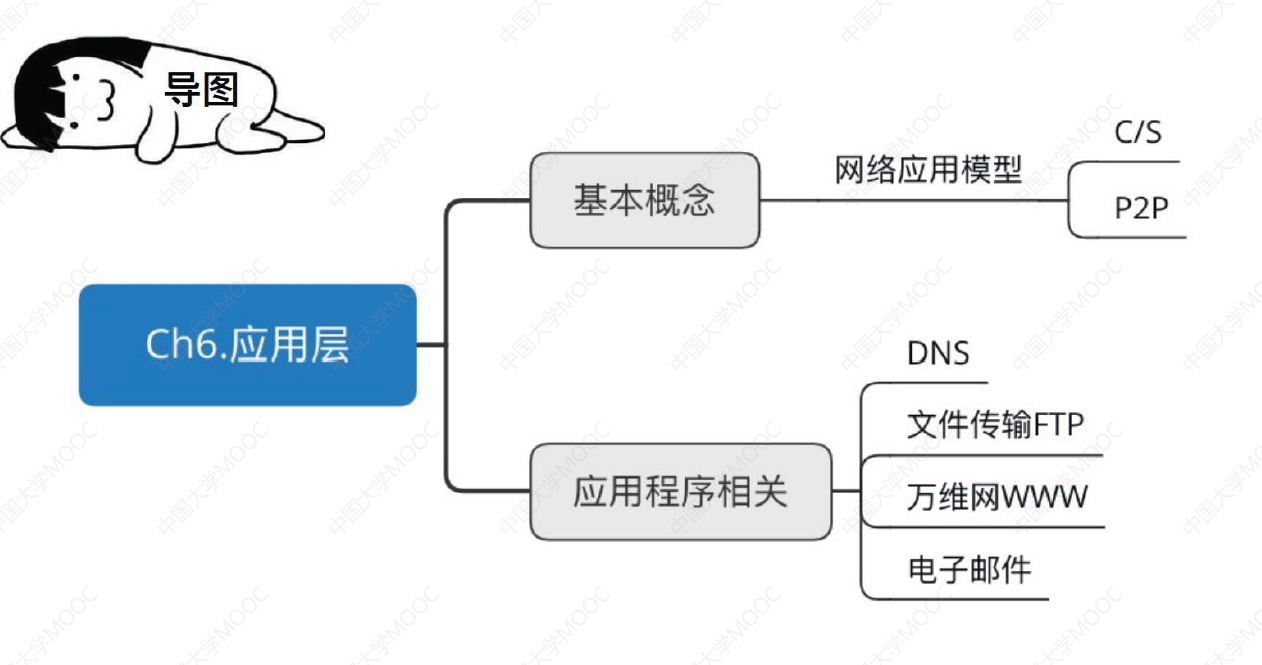 导图
Ch6.应用层
基本概念
网络应用模型
C/S
P2P
应用程序相关
DNS
文件传输FTP
万维网WWW
电子邮件
中国大学MOOC